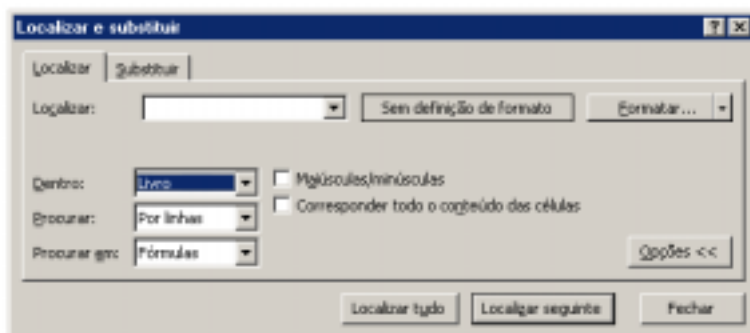 Localizar e substituir
Localizar Substituir
Localizar: Sem definição de formato Formatar...
Dentro: Livro Maiúsculas/minúsculas
Procurar: Por linhas Corresponder todo o conteúdo das células
Procurar em: Fórmulas Opções <<
Localizar tudo Localizar seguinte Fechar